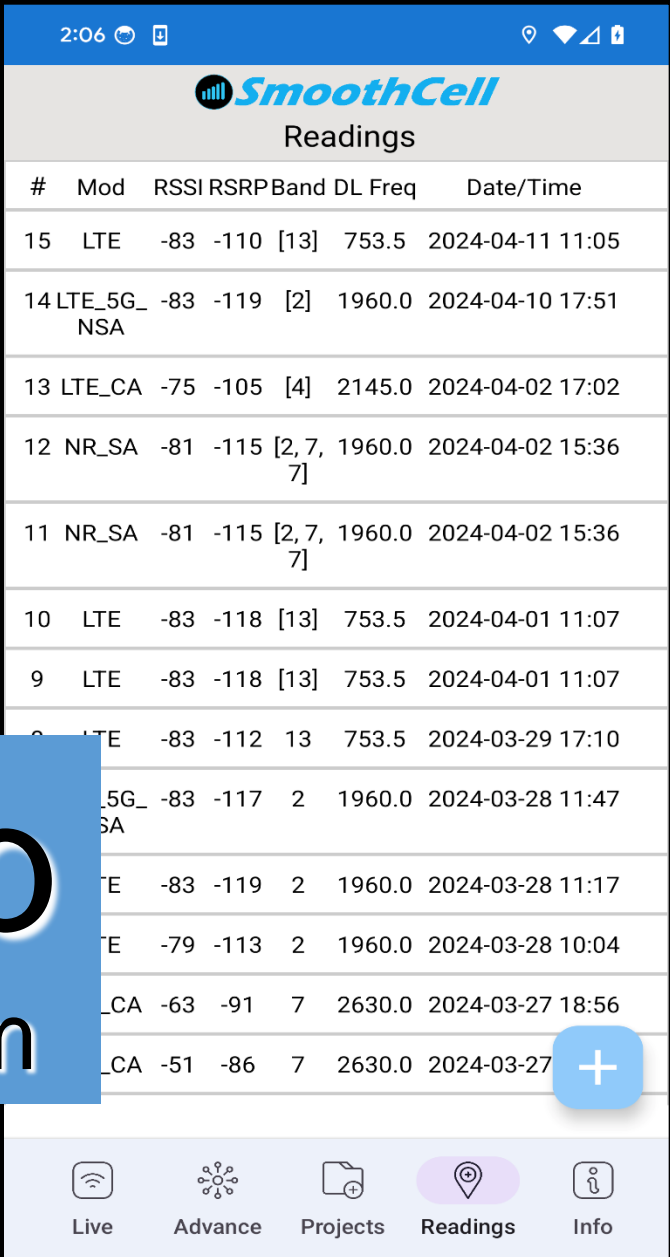 2:06
SmoothCell
Readings
# Mod RSSI RSRP Band DL Freq Date/Time
15 LTE -83 -110 [13] 753.5 2024-04-11 11:05
14 LTE_5G_ -83 -119 [2] 1960.0 2024-04-10 17:51
NSA
13 LTE_CA -75 -105 [4] 2145.0 2024-04-02 17:02
12 NR_SA -81 -115 [2, 7, 1960.0 2024-04-02 15:36
7]
11 NR_SA -81 -115 [2, 7, 1960.0 2024-04-02 15:36
7]
10 LTE -83 -118 [13] 753.5 2024-04-01 11:07
9 LTE -83 -118 [13] 753.5 2024-04-01 11:07
-83 -112 13 753.5 2024-03-29 17:10
5G_ -83 -117 2 1960.0 2024-03-28 11:47
-83 -119 2 1960.0 2024-03-28 11:17
-79 -113 2 1960.0 2024-03-28 10:04
_CA -63 -91 7 2630.0 2024-03-27 18:56
_CA -51 -86 7 2630.0 2024-03-27
+
Live Advance Projects Readings Info